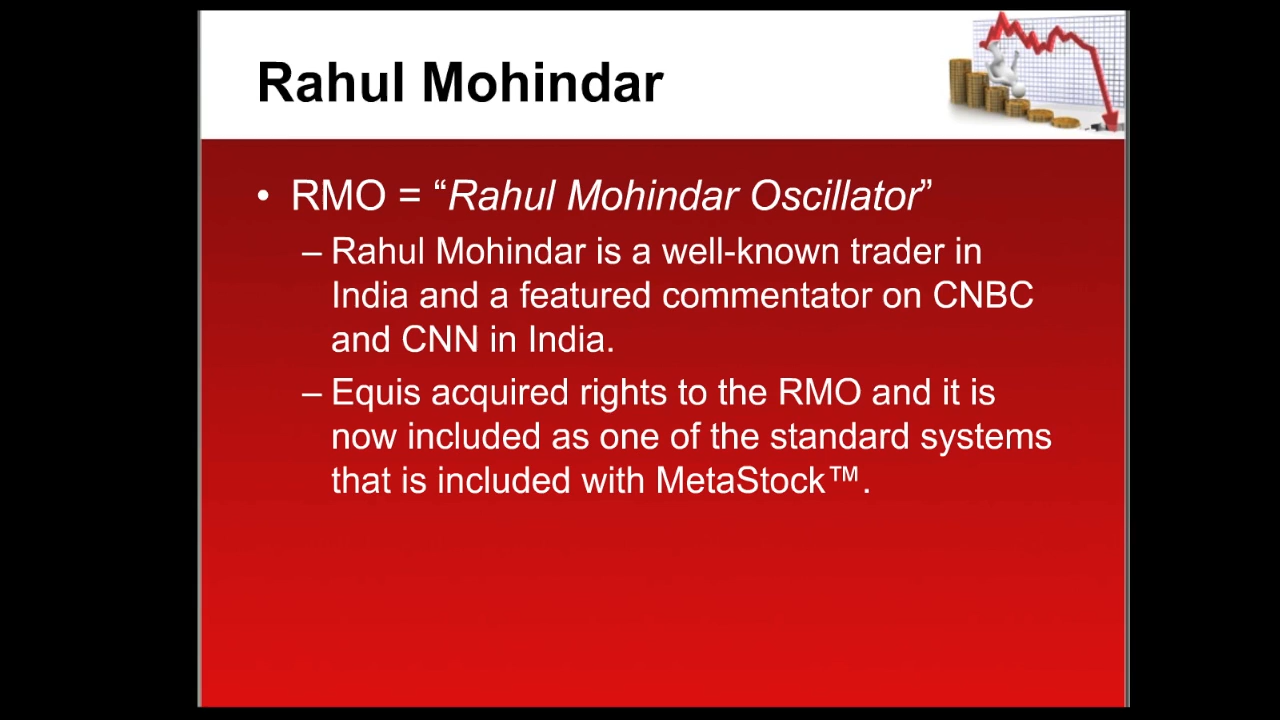 Rahul Mohindar
• RMO = “Rahul Mohindar Oscillator”
– Rahul Mohindar is a well-known trader in
India and a featured commentator on CNBC
and CNN in India.
– Equis acquired rights to the RMO and it is
now included as one of the standard systems
that is included with MetaStock™.